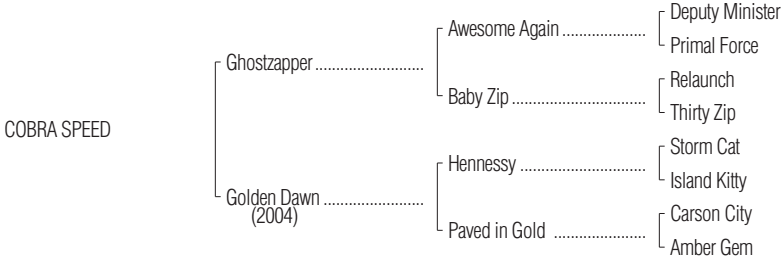 Deputy Minister
Awesome Again ......................
Primal Force
Ghostzapper ..........................
Relaunch
Baby Zip ................................
Thirty Zip
COBRA SPEED
Storm Cat
Hennessy ..............................
Island Kitty
Golden Dawn ........................
(2004)
Carson City
Paved in Gold ......................
Amber Gem